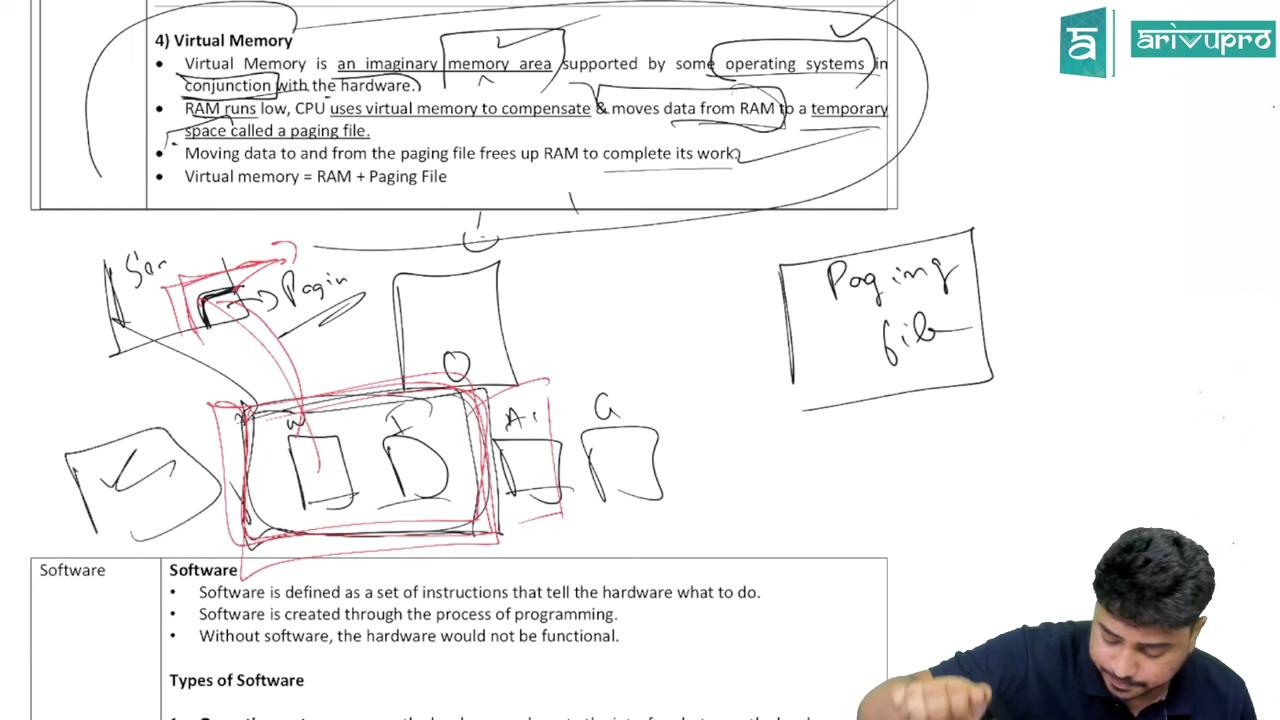 4) Virtual Memory
• Virtual Memory is an imaginary memory area supported by some operating systems in
conjunction with the hardware.
• RAM runs low, CPU uses virtual memory to compensate & moves data from RAM to a temporary
space called a paging file.
• Moving data to and from the paging file frees up RAM to complete its work.
• Virtual memory = RAM + Paging File
ā arivupro
Pagin
Paging
file
O
W
I
G
Software
Software
• Software is defined as a set of instructions that tell the hardware what to do.
• Software is created through the process of programming.
• Without software, the hardware would not be functional.
Types of Software